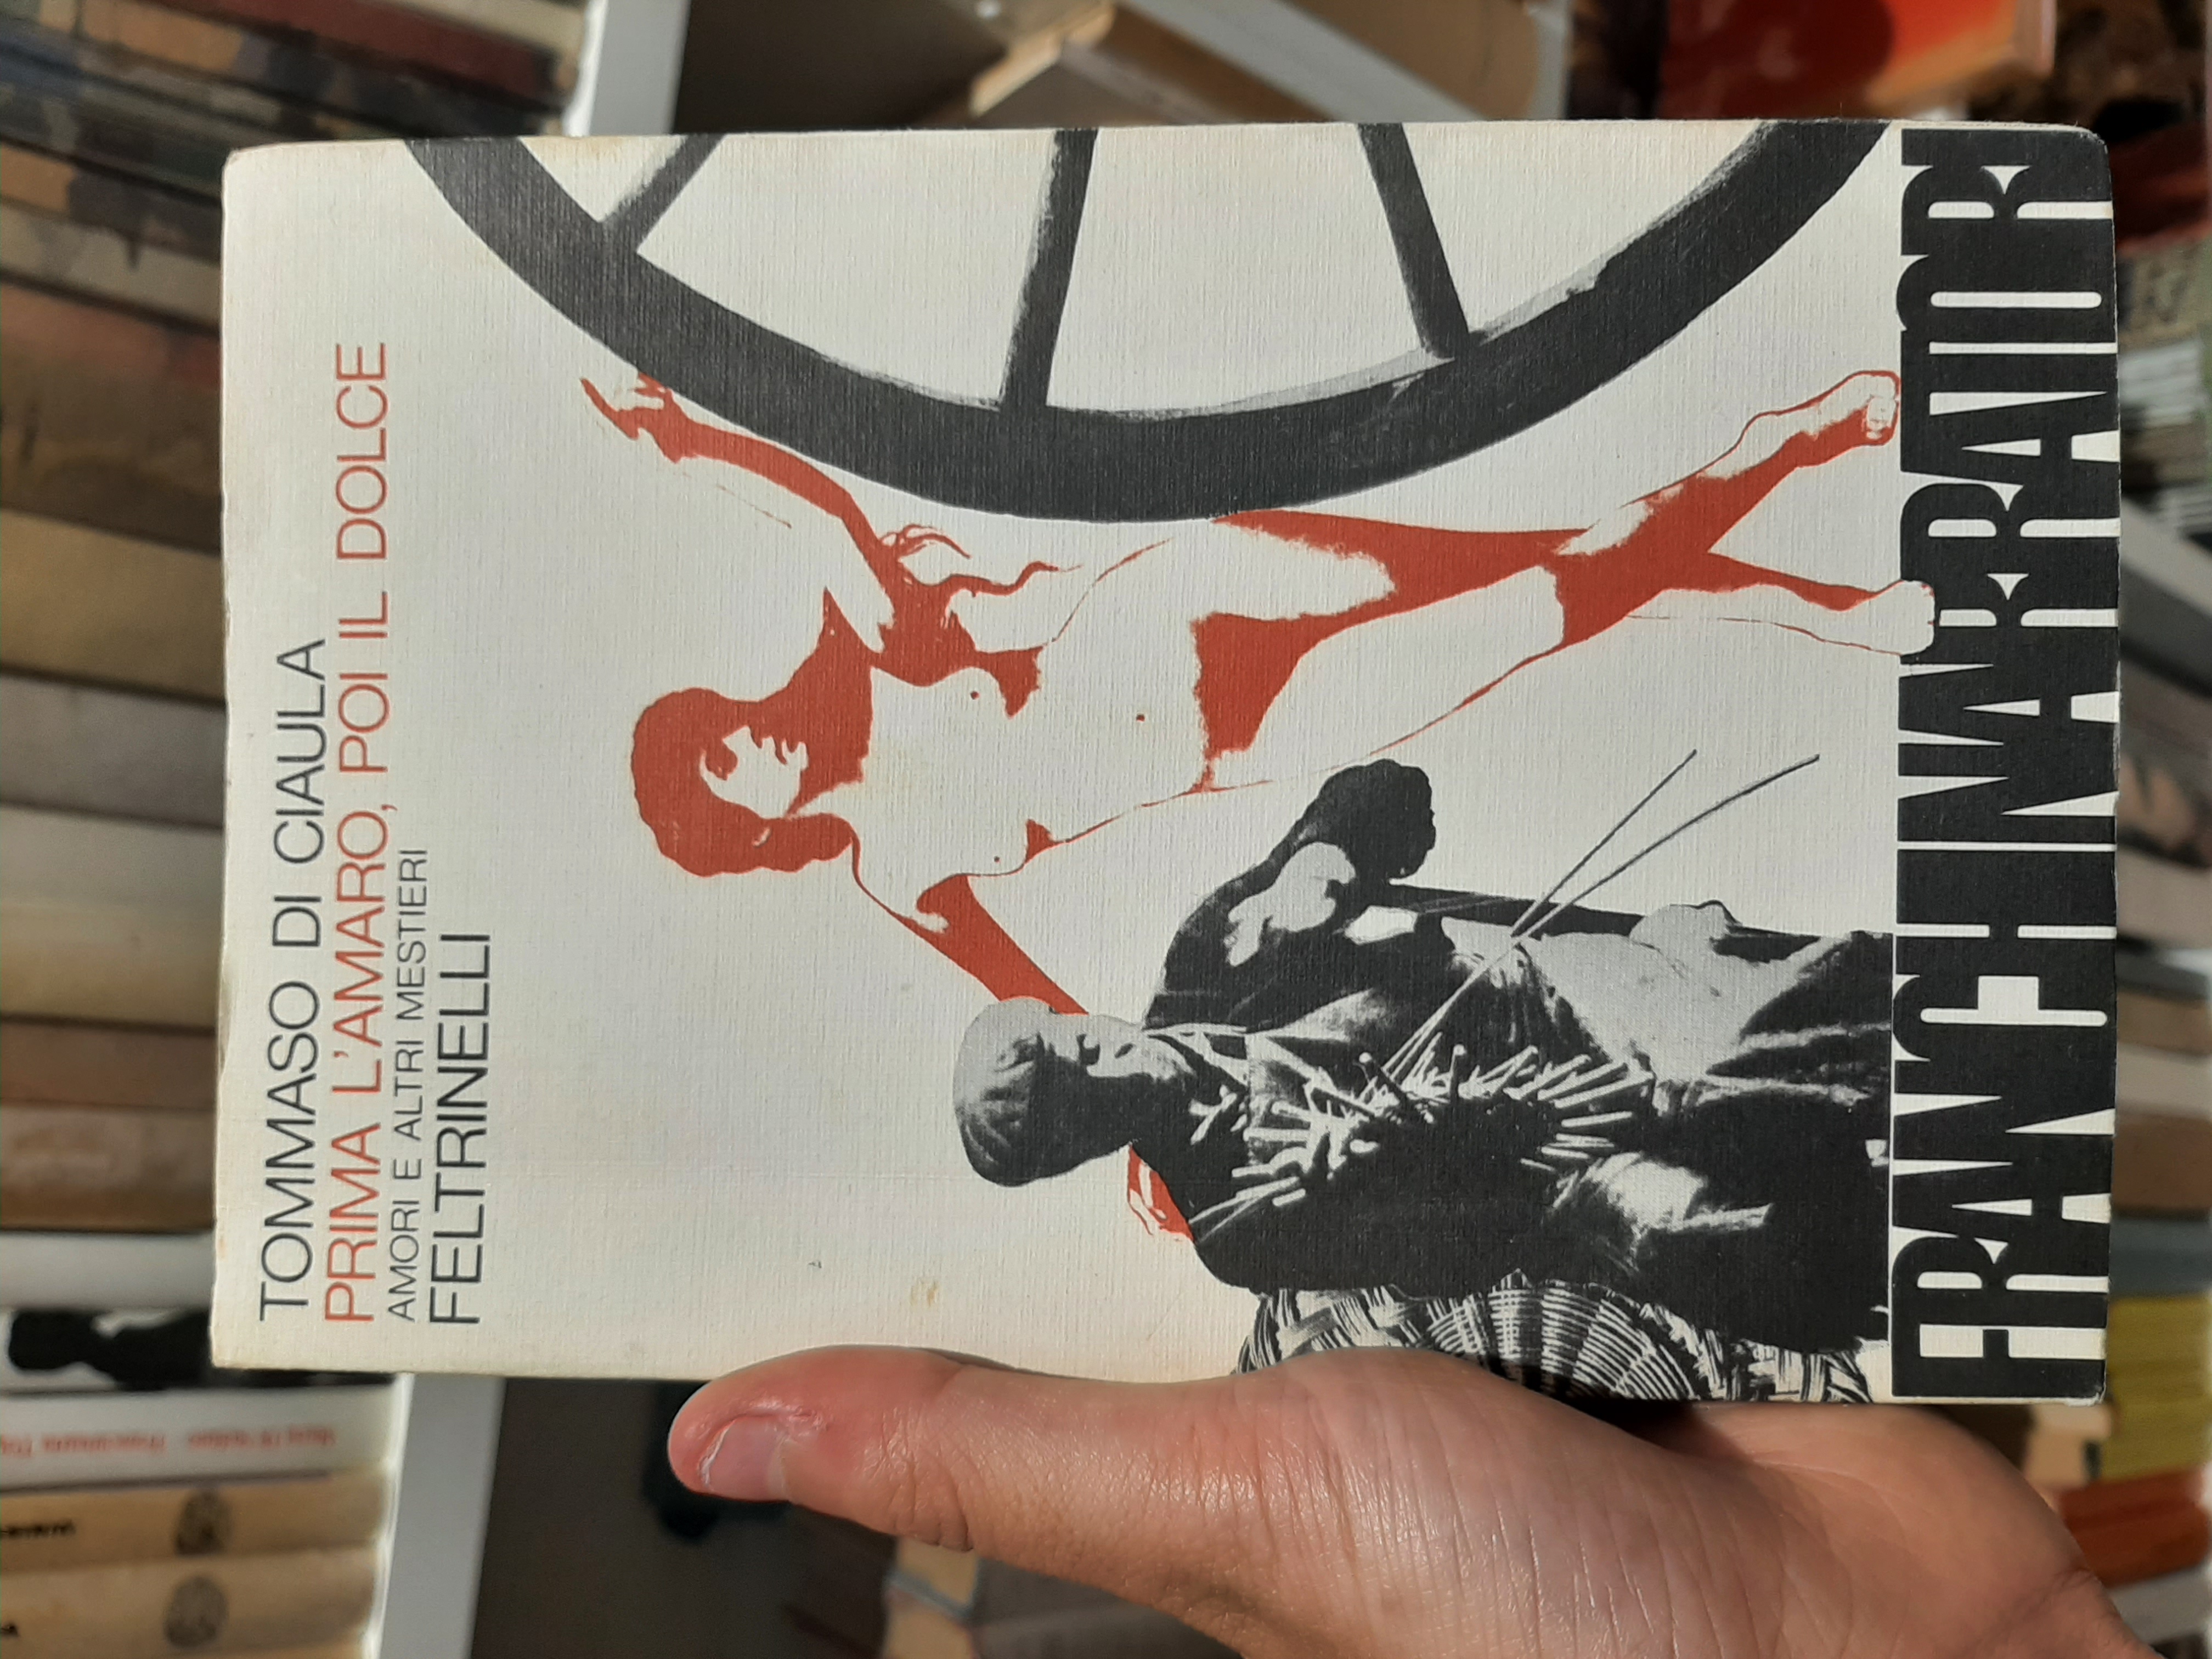 TOMMASO DI CIAULA
PRIMA L'AMARO, POI IL DOLCE
AMORI E ALTRI MESTIERI
FELTRINELLI
FRANCHI NARRATORI